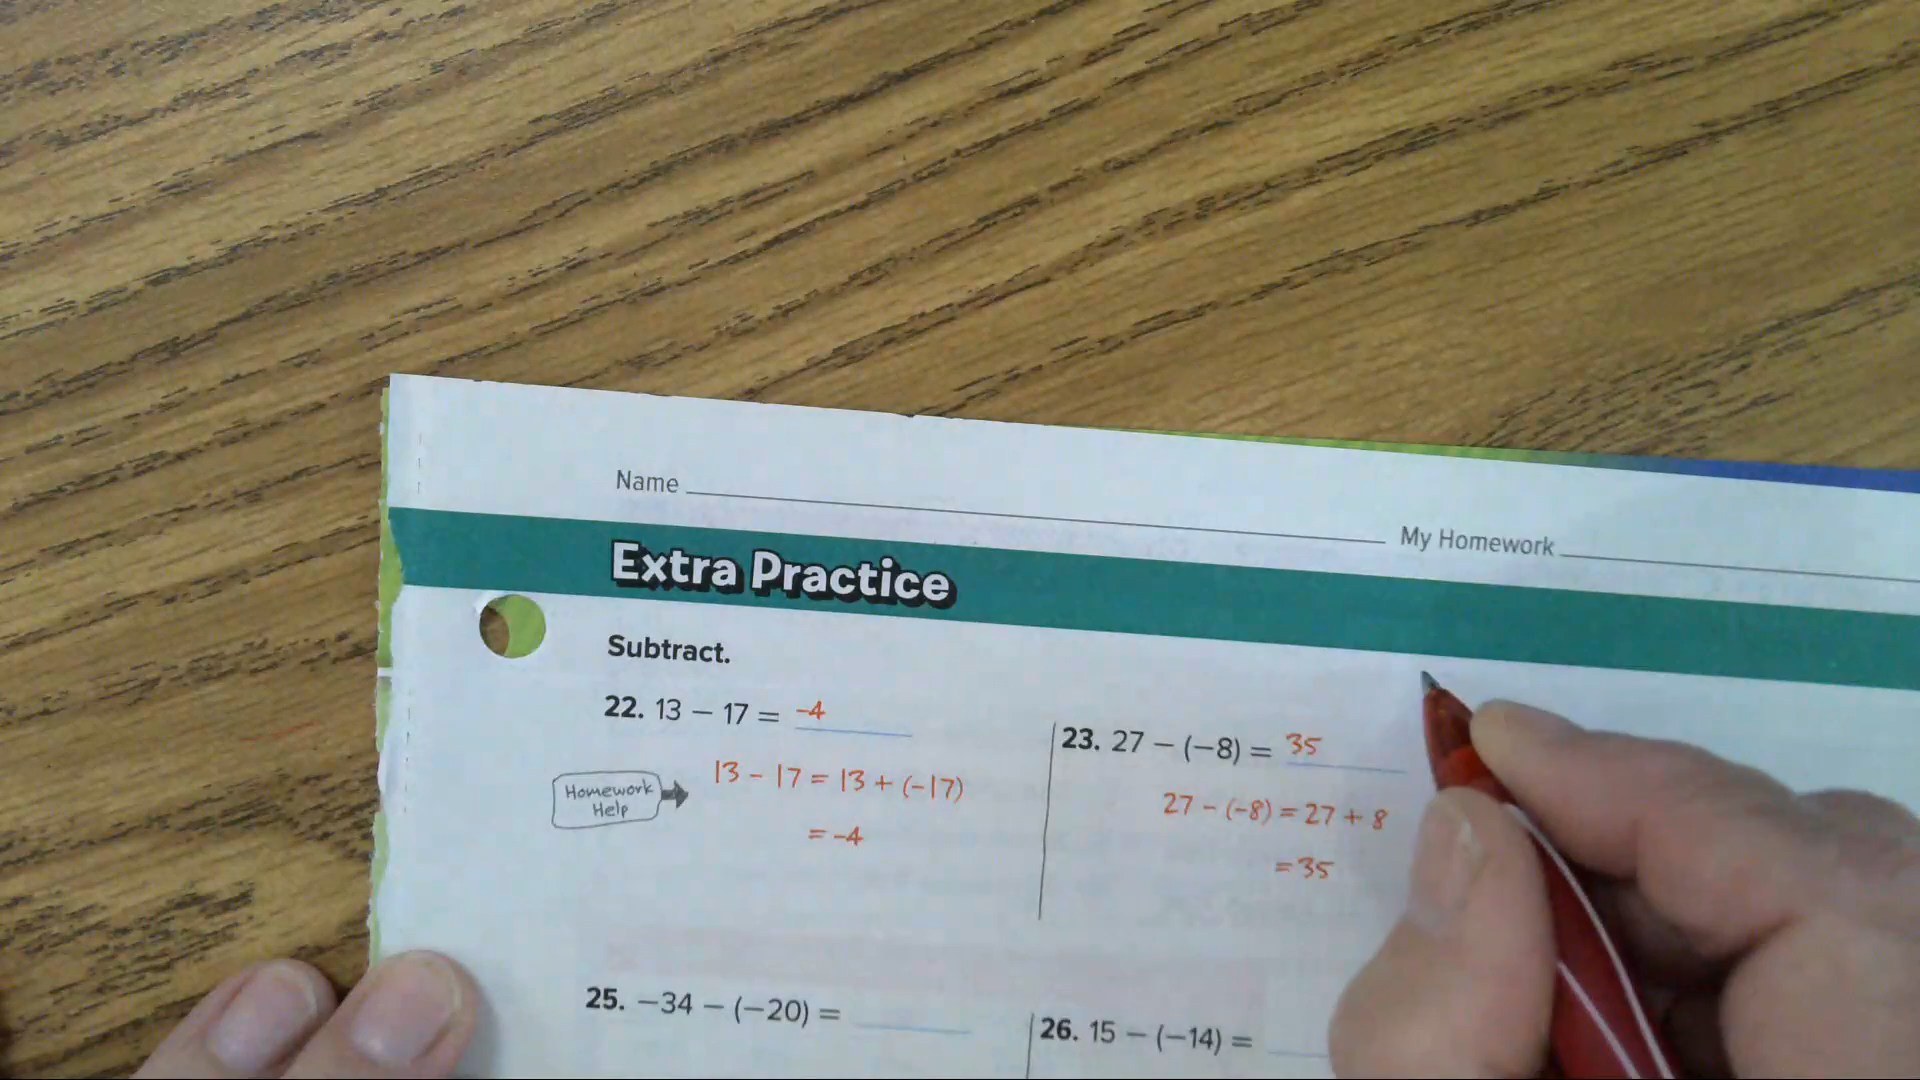 Name
My Homework
Extra Practice
Subtract.
22. 13 − 17 = -4
13 - 17 = 13 + (-17)
= -4
Homework
Help
23. 27 − (−8) = 35
27 - (-8) = 27 + 8
= 35
25. −34 − (−20) =
26. 15 − (−14) =